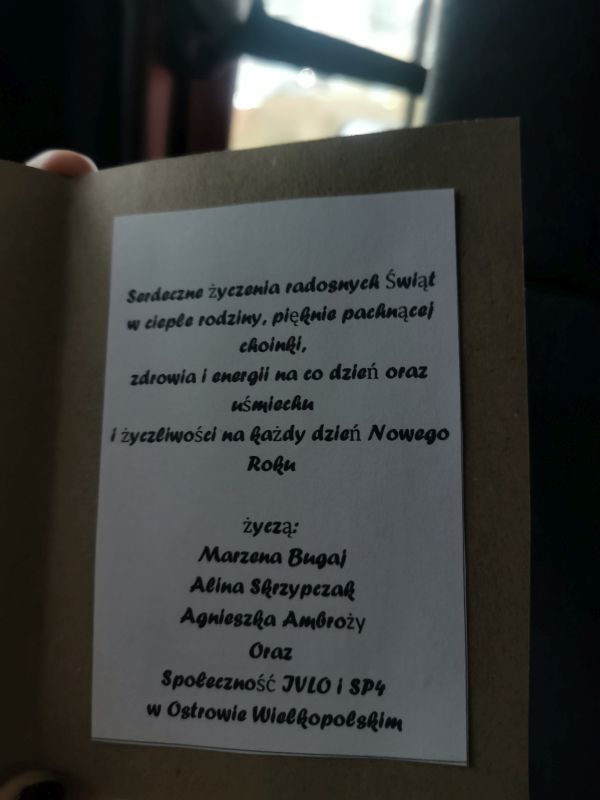 Serdeczne życzenia radosnych Świąt
w cieple rodziny, pięknie pachnącej
choinki,
zdrowia i energii na co dzień oraz
uśmiechu
i życzliwości na każdy dzień Nowego
Roku
życzą:
Marzena Bugaj
Alina Skrzypczak
Agnieszka Ambroży
Oraz
Społeczność IVLO i SP4
w Ostrowie Wielkopolskim